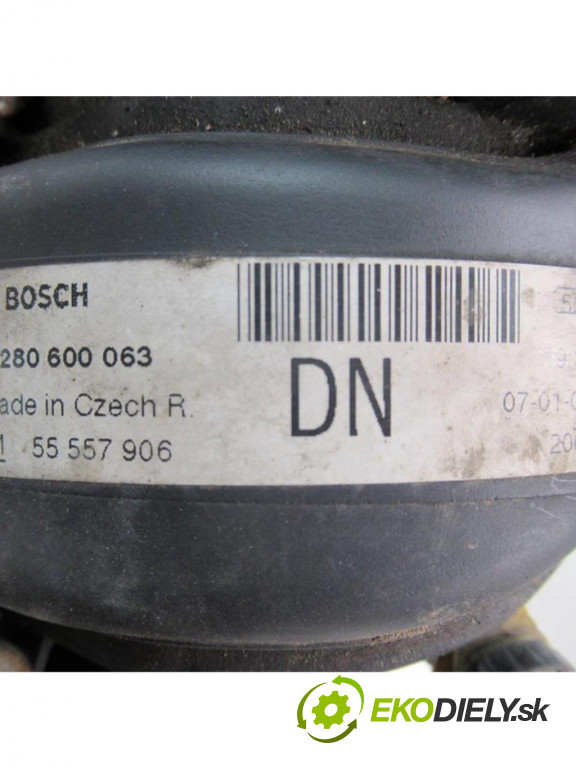 BOSCH
280 600 063
ade in Czech R.
55 557 906
DN
07-01-0
EKODIELY.sk